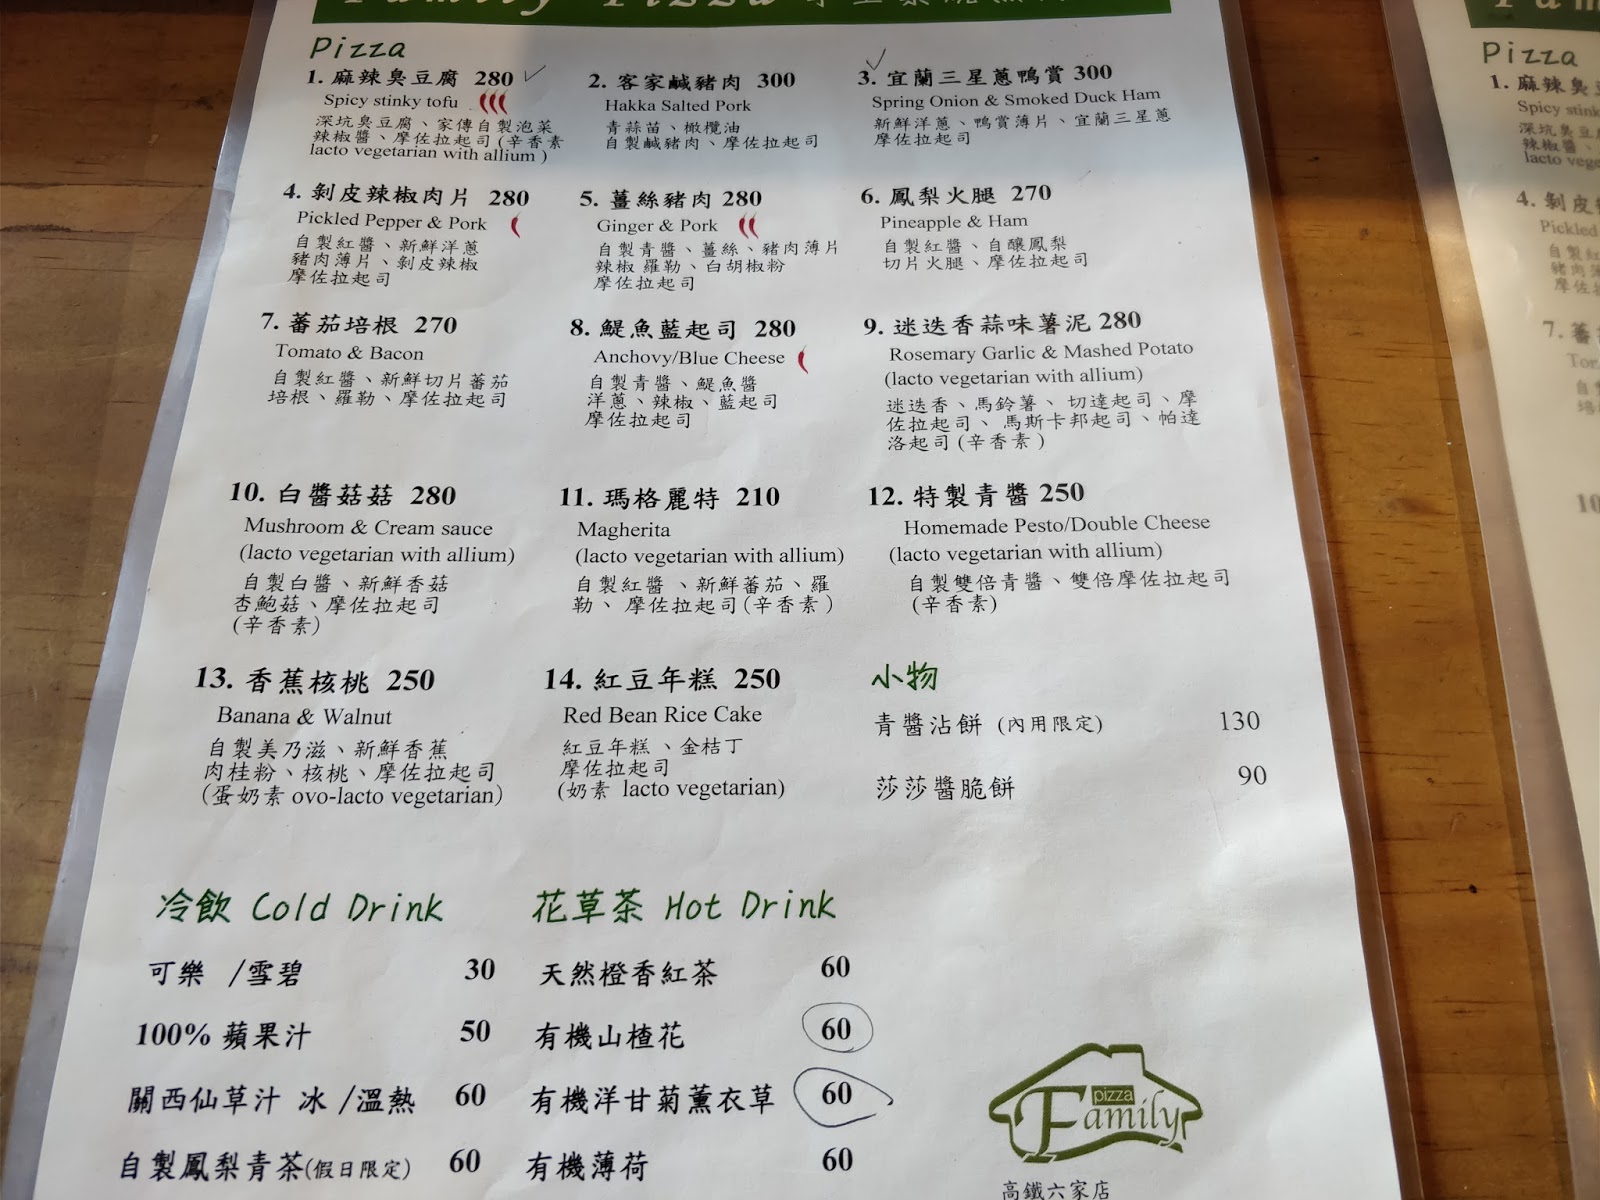 Family Pizza
Pizza
1. 麻辣臭豆腐 280
Spicy stinky tofu
深坑臭豆腐、家傳自製泡菜
辣椒醬、摩佐拉起司(辛香素
lacto vegetarian with allium )
2. 客家鹹豬肉 300
Hakka Salted Pork
青蒜苗、橄欖油
自製鹹豬肉、摩佐拉起司
3. 宜蘭三星蔥鴨賞 300
Spring Onion & Smoked Duck Ham
新鮮洋蔥、鴨賞薄片、宜蘭三星蔥
摩佐拉起司
4. 剝皮辣椒肉片 280
Pickled Pepper & Pork
自製紅醬、新鮮洋蔥
豬肉薄片、剝皮辣椒
摩佐拉起司
5. 薑絲豬肉 280
Ginger & Pork
自製青醬、薑絲、豬肉薄片
辣椒 羅勒、白胡椒粉
摩佐拉起司
6. 鳳梨火腿 270
Pineapple & Ham
自製紅醬、自釀鳳梨
切片火腿、摩佐拉起司
7. 蕃茄培根 270
Tomato & Bacon
自製紅醬、新鮮切片蕃茄
培根、羅勒、摩佐拉起司
8. 鯷魚藍起司 280
Anchovy/Blue Cheese
自製青醬、鯷魚醬
洋蔥、辣椒、藍起司
摩佐拉起司
9. 迷迭香蒜味薯泥 280
Rosemary Garlic & Mashed Potato
(lacto vegetarian with allium)
迷迭香、馬鈴薯、切達起司、摩
佐拉起司、馬斯卡邦起司、帕達
洛起司(辛香素)
10. 白醬菇菇 280
Mushroom & Cream sauce
(lacto vegetarian with allium)
自製白醬、新鮮香菇
杏鮑菇、摩佐拉起司
(辛香素)
11. 瑪格麗特 210
Magherita
(lacto vegetarian with allium)
自製紅醬、新鮮蕃茄、羅
勒、摩佐拉起司(辛香素)
12. 特製青醬 250
Homemade Pesto/Double Cheese
(lacto vegetarian with allium)
自製雙倍青醬、雙倍摩佐拉起司
(辛香素)
13. 香蕉核桃 250
Banana & Walnut
自製美乃滋、新鮮香蕉
肉桂粉、核桃、摩佐拉起司
(蛋奶素 ovo-lacto vegetarian)
14. 紅豆年糕 250
Red Bean Rice Cake
紅豆年糕、金桔丁
摩佐拉起司
(奶素 lacto vegetarian)
小物
青醬沾餅 (內用限定) 130
莎莎醬脆餅 90
冷飲 Cold Drink
可樂 /雪碧 30
100% 蘋果汁 50
關西仙草汁 冰 /溫熱 60
自製鳳梨青茶(假日限定) 60
花草茶 Hot Drink
天然橙香紅茶 60
有機山楂花 60
有機洋甘菊薰衣草 60
有機薄荷 60
pizza
Family
高鐵六家店
Pizza
1. 麻辣臭
Spicy stink
深坑臭豆
辣椒醬、
lacto vege
4. 剝皮
Pickled
7. 蕃
10